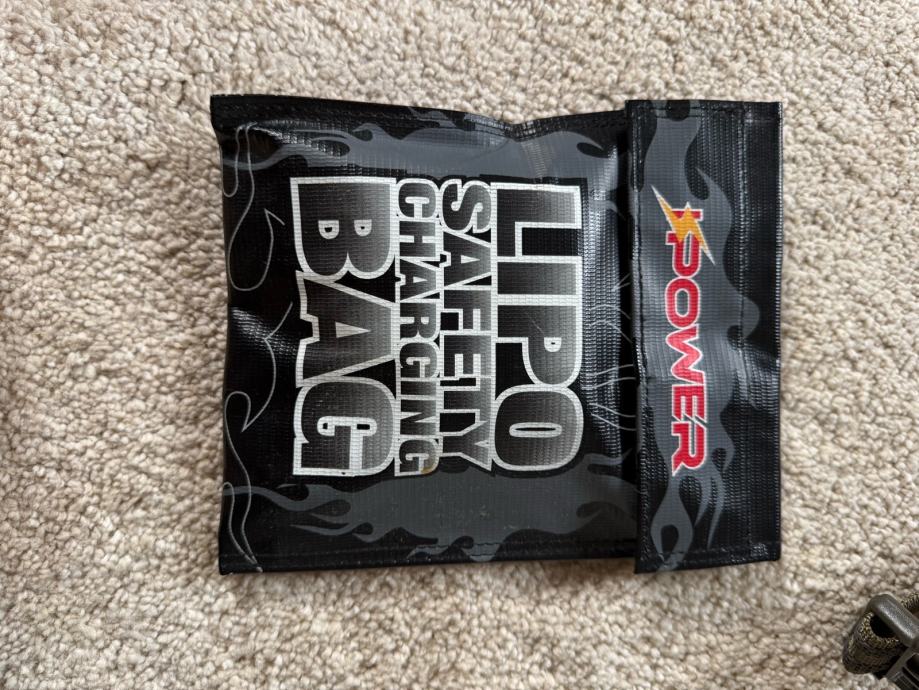 POWER
LIPO
SAFETY
CHARGING
BAG